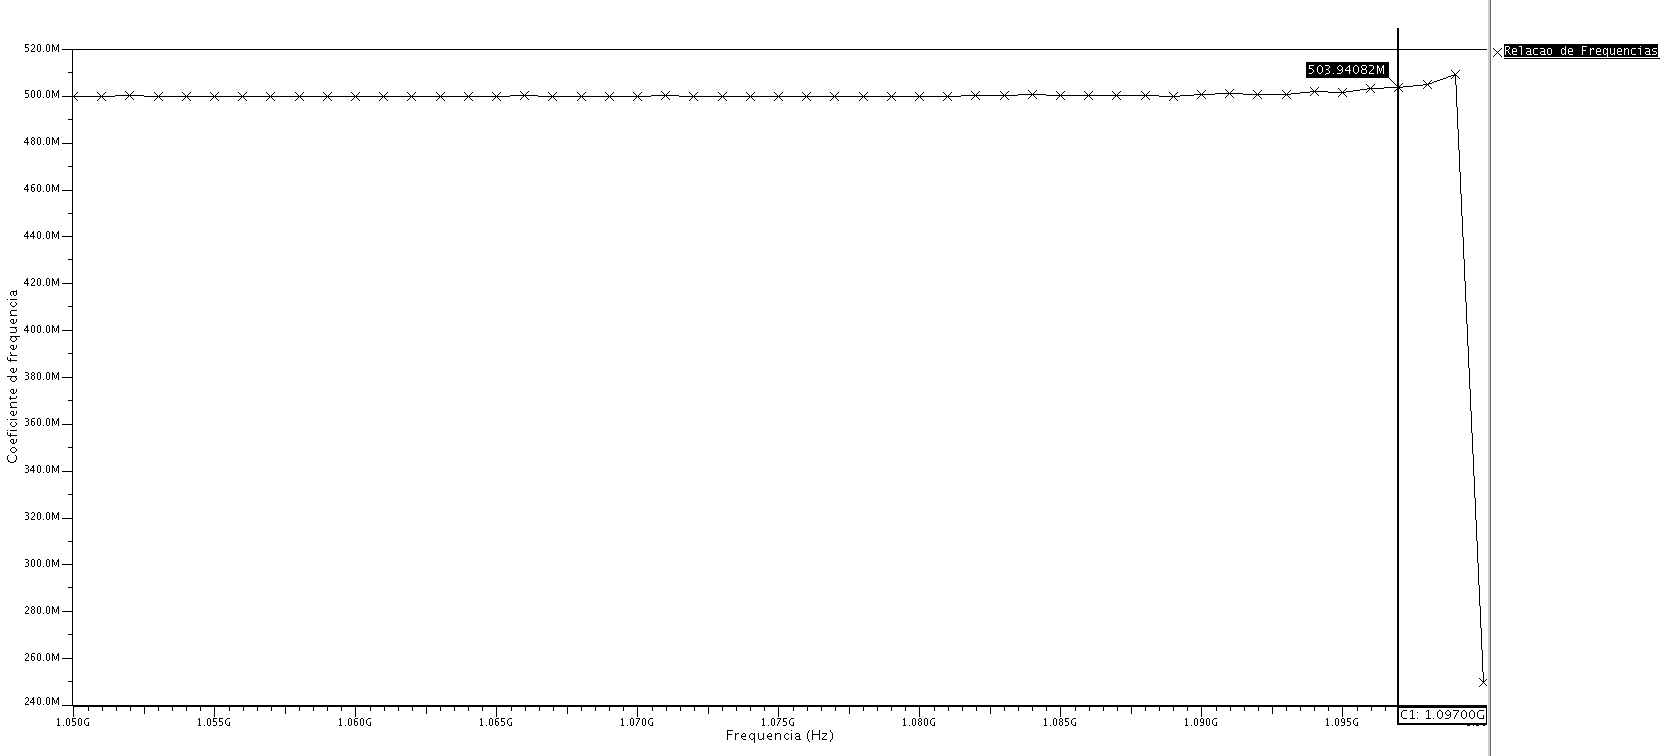 Relacao de Frequencias
503.94082M
520.0M
500.0M
480.0M
460.0M
440.0M
420.0M
400.0M
380.0M
360.0M
340.0M
320.0M
300.0M
280.0M
260.0M
240.0M
Coeficiente de frequencia
1.050G
1.055G
1.060G
1.065G
1.070G
1.075G
1.080G
1.085G
1.090G
1.095G
C1: 1.09700G
Frequencia (Hz)